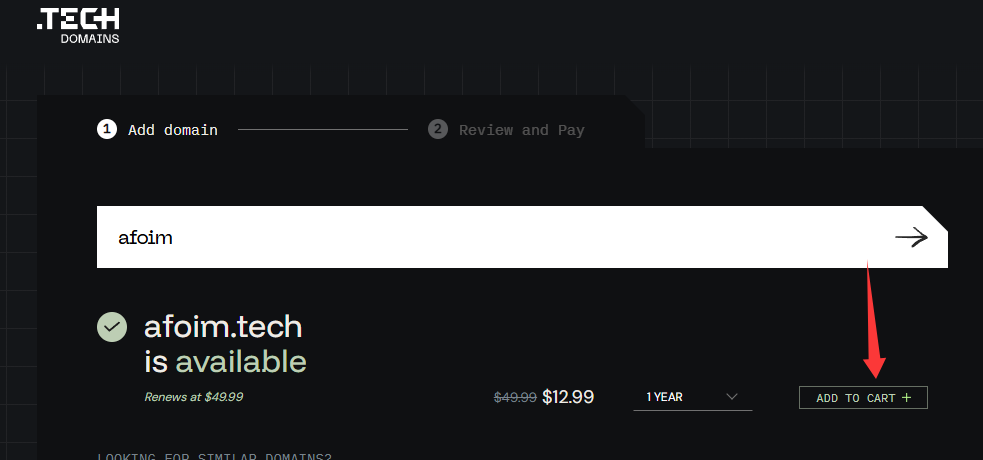 .TECH
DOMAINS
1 Add domain 2 Review and Pay
afoim
afoim.tech
is available
Renews at $49.99 $49.99 $12.99 1 YEAR ADD TO CART +
LOOKING FOR SIMILAR DOMAINS?